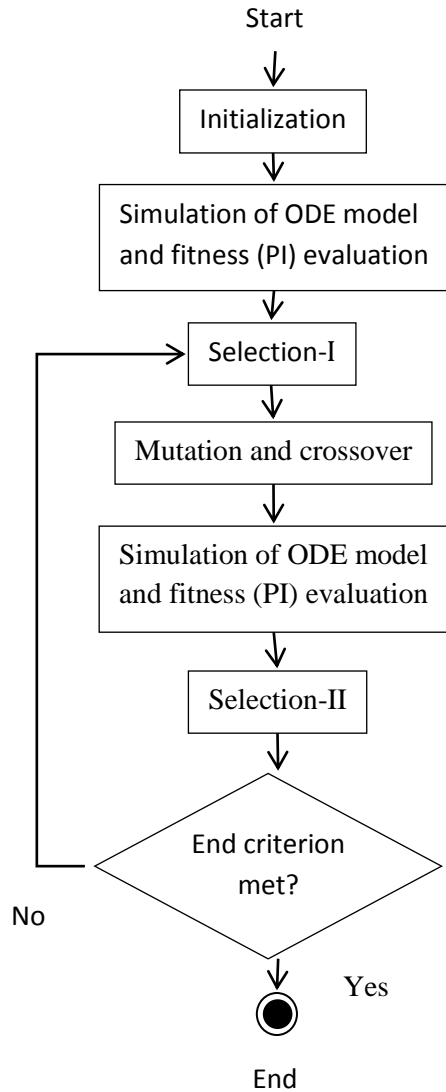 Start
Initialization
Simulation of ODE model
and fitness (PI) evaluation
Selection-I
Mutation and crossover
Simulation of ODE model
and fitness (PI) evaluation
Selection-II
End criterion
met?
No
Yes
End